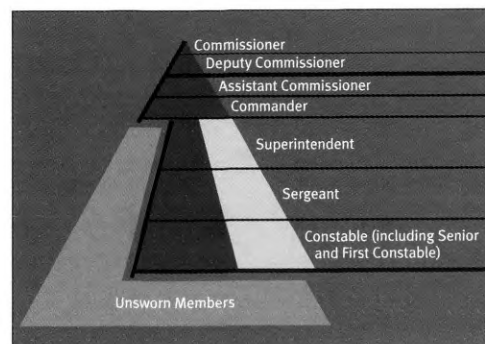 Commissioner
Deputy Commissioner
Assistant Commissioner
Commander
Superintendent
Sergeant
Constable (including Senior
and First Constable)
Unsworn Members